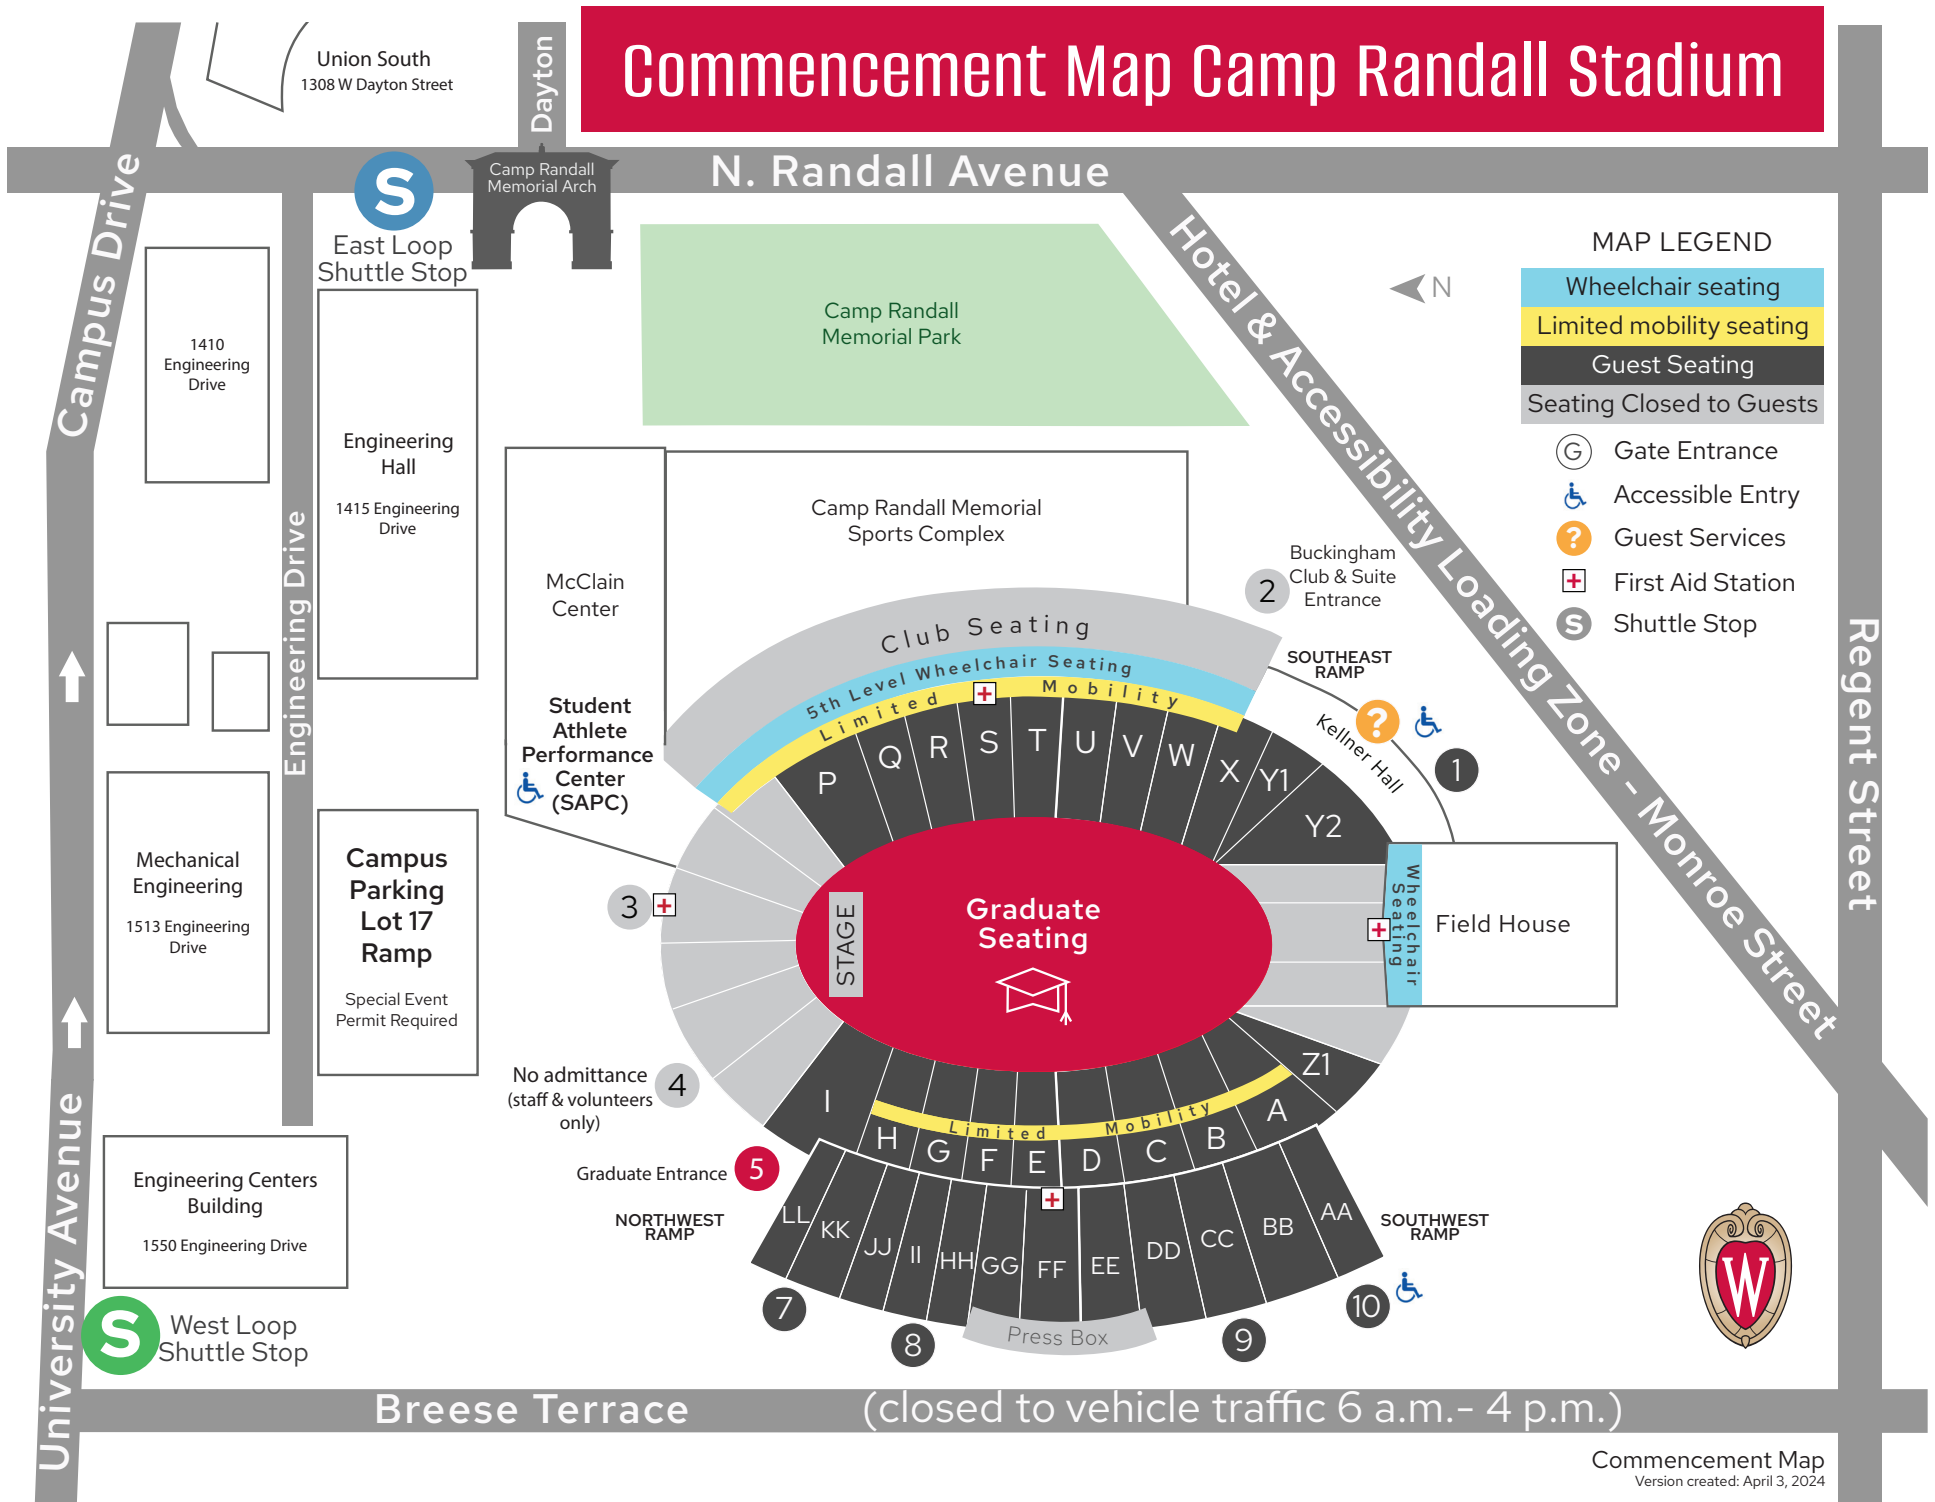 Commencement Map Camp Randall Stadium
Union South
1308 W Dayton Street
Dayton
N. Randall Avenue
Camp Randall
Memorial Arch
S
East Loop
Shuttle Stop
Campus Drive
Engineering Drive
1410
Engineering
Drive
Engineering
Hall
1415 Engineering
Drive
Camp Randall
Memorial Park
Hotel & Accessibility Loading Zone - Monroe Street
N
MAP LEGEND
Wheelchair seating
Limited mobility seating
Guest Seating
Seating Closed to Guests
G Gate Entrance
Accessible Entry
? Guest Services
First Aid Station
S Shuttle Stop
Regent Street
McClain
Center
Camp Randall Memorial
Sports Complex
2
Buckingham
Club & Suite
Entrance
SOUTHEAST
RAMP
?
Kellner Hall
1
Student
Athlete
Performance
Center
(SAPC)
Club Seating
5th Level Wheelchair Seating
Limited Mobility
P
Q
R
S
T
U
V
W
X
Y1
Y2
Mechanical
Engineering
1513 Engineering
Drive
Campus
Parking
Lot 17
Ramp
Special Event
Permit Required
3
STAGE
Graduate
Seating
Wheelchair
Seating
Field House
No admittance
(staff & volunteers
only)
4
Graduate Entrance
5
NORTHWEST
RAMP
I
H
G
F
E
D
C
B
A
Z1
Limited Mobility
LL
KK
JJ
II
HH
GG
FF
EE
DD
CC
BB
AA
SOUTHWEST
RAMP
7
8
Press Box
9
10
W
Engineering Centers
Building
1550 Engineering Drive
University Avenue
S
West Loop
Shuttle Stop
Breese Terrace
(closed to vehicle traffic 6 a.m.- 4 p.m.)
Commencement Map
Version created: April 3, 2024